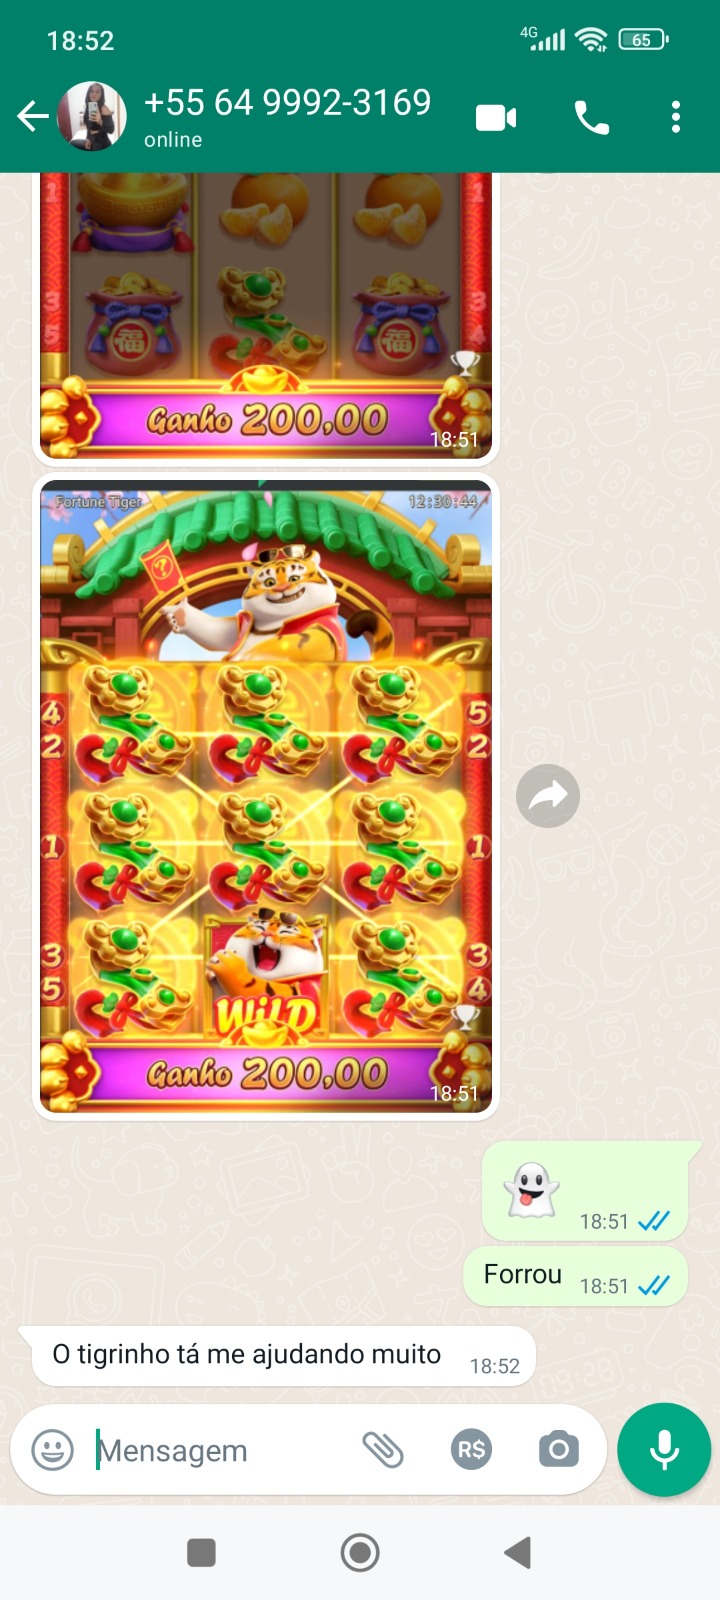 18:52
4G
65
+55 64 9992-3169
online
1 1
3 3
5 4
福 福
Ganho 200,00
18:51
Fortune Tiger 12:30:44
?
4 5
2 2
1 1
3 3
5 4
WILD
Ganho 200,00
18:51
18:51
Forrou 18:51
O tigrinho tá me ajudando muito 18:52
Mensagem
R$